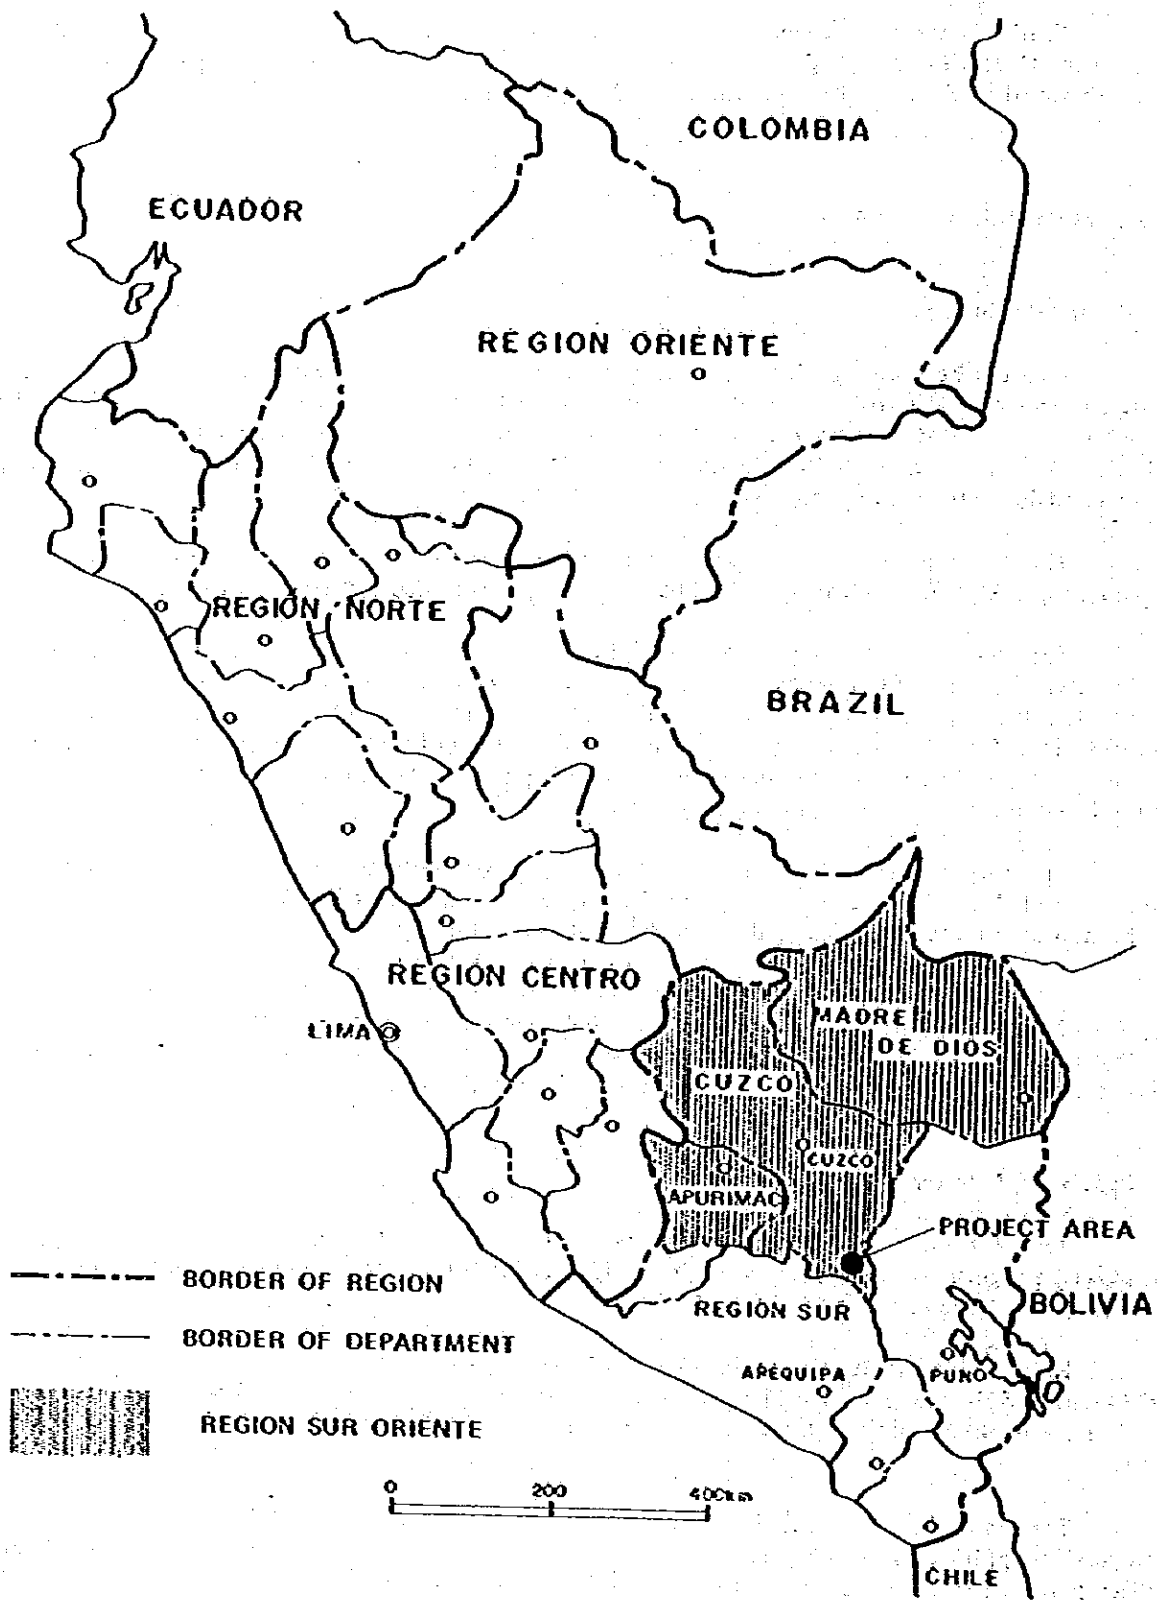 COLOMBIA
ECUADOR
REGION ORIENTE
REGION NORTE
BRAZIL
REGION CENTRO
LIMA
MADRE
DE DIOS
CUZCO
CUZCO
APURIMAC
PROJECT AREA
BORDER OF REGION
BOLIVIA
REGION SUR
BORDER OF DEPARTMENT
AREQUIPA
PUNO
REGION SUR ORIENTE
0 200 400km
CHILE